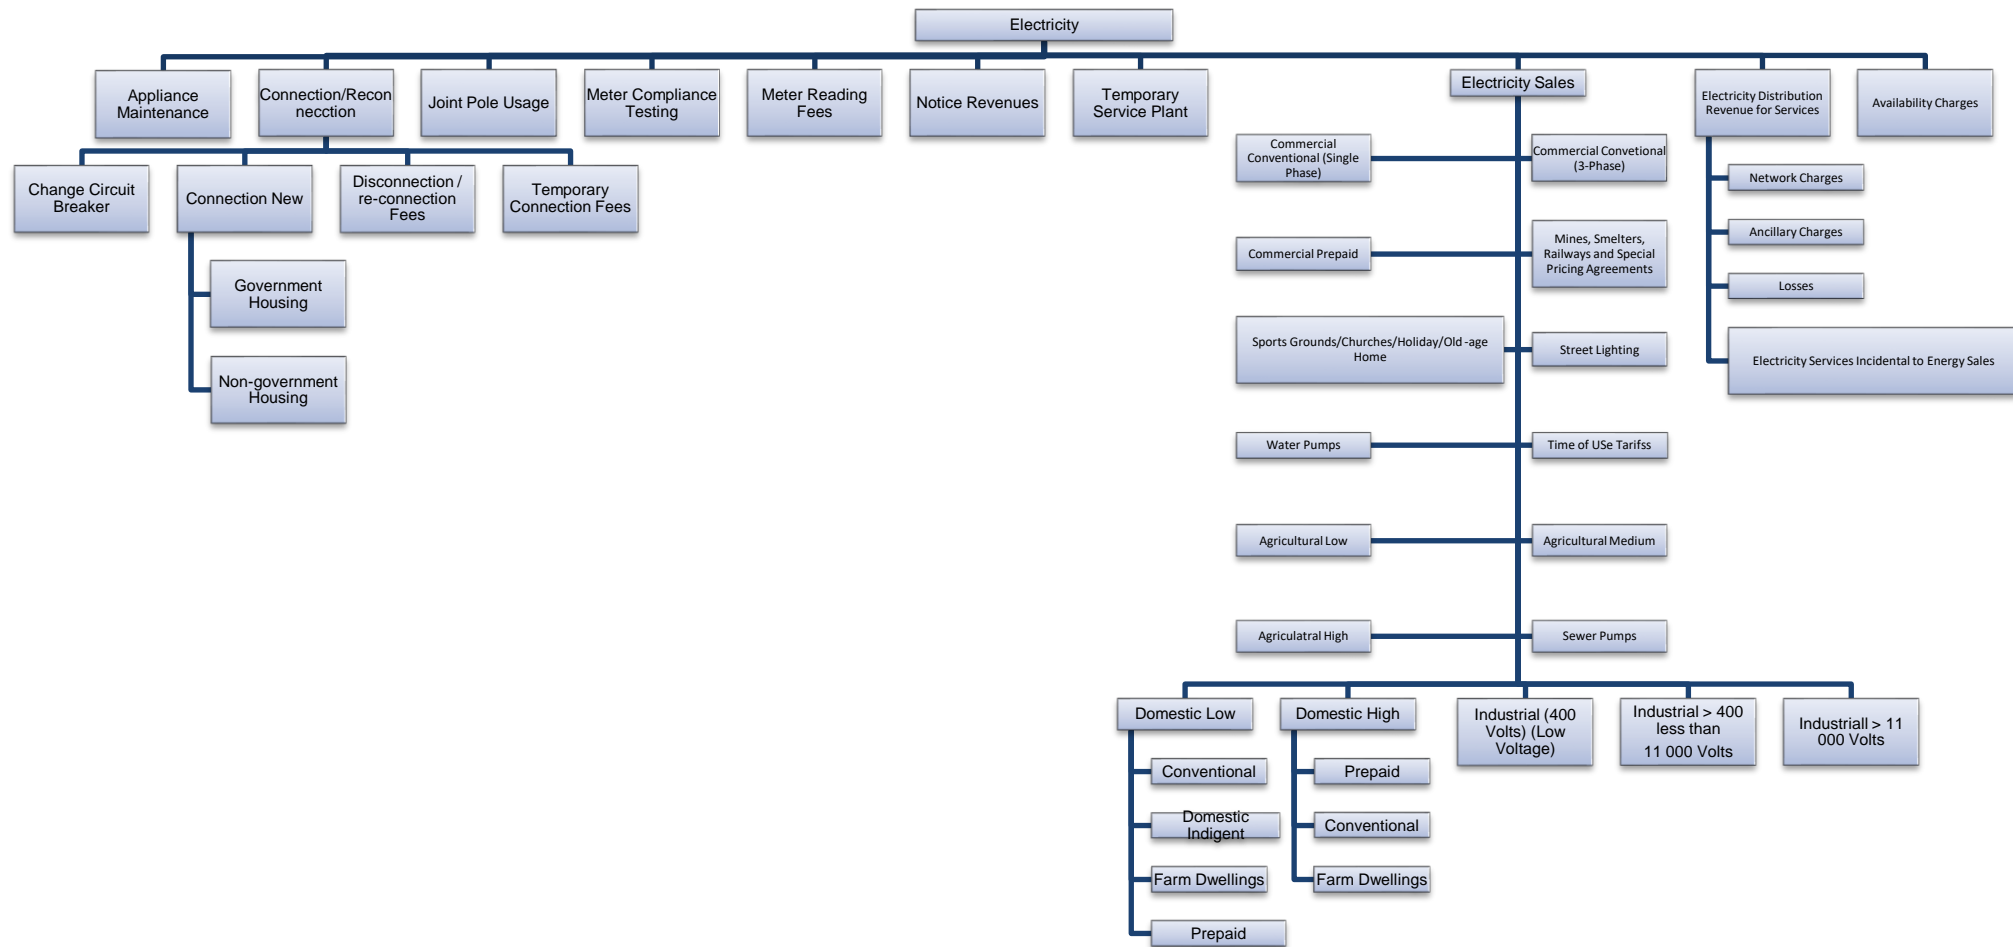 Electricity
Appliance
Maintenance
Connection/Recon
necction
Joint Pole Usage
Meter Compliance
Testing
Meter Reading
Fees
Notice Revenues
Temporary
Service Plant
Electricity Sales
Electricity Distribution
Revenue for Services
Availability Charges
Change Circuit
Breaker
Connection New
Disconnection /
re-connection
Fees
Temporary
Connection Fees
Government
Housing
Non-government
Housing
Commercial
Conventional (Single
Phase)
Commercial Convetional
(3-Phase)
Commercial Prepaid
Mines, Smelters,
Railways and Special
Pricing Agreements
Sports Grounds/Churches/Holiday/Old -age
Home
Street Lighting
Water Pumps
Time of USe Tarifss
Agricultural Low
Agricultural Medium
Agriculatral High
Sewer Pumps
Network Charges
Ancillary Charges
Losses
Electricity Services Incidental to Energy Sales
Domestic Low
Conventional
Domestic
Indigent
Farm Dwellings
Prepaid
Domestic High
Prepaid
Conventional
Farm Dwellings
Industrial (400
Volts) (Low
Voltage)
Industrial > 400
less than
11 000 Volts
Industriall > 11
000 Volts